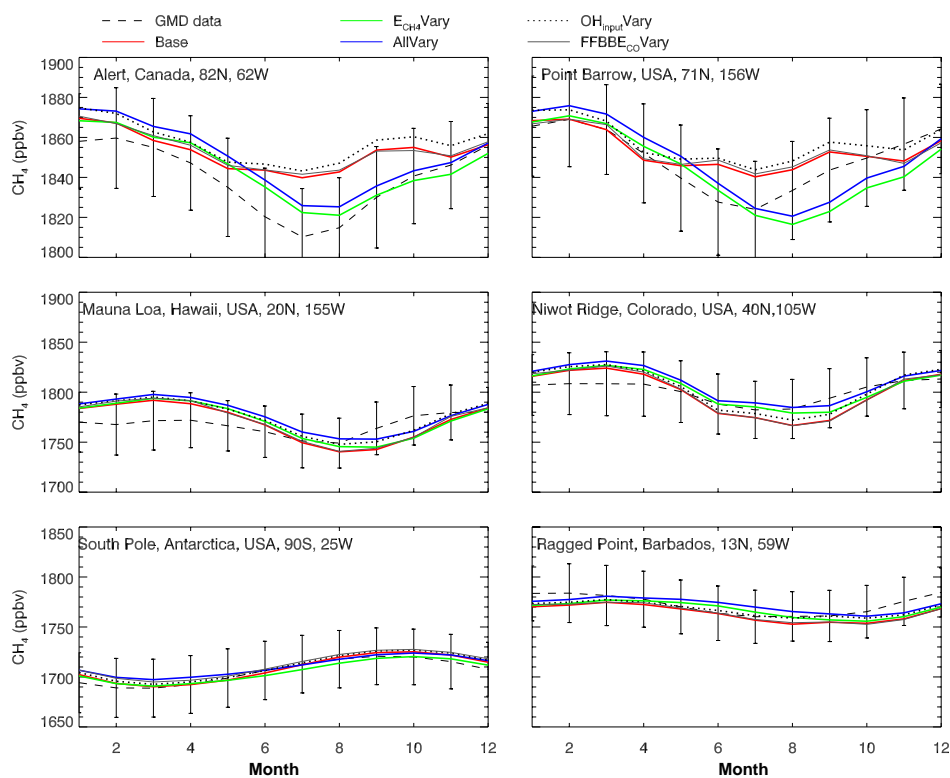 GMD data E_CH4Vary OH_inputVary
Base AllVary FFBBE_COVary
Alert, Canada, 82N, 62W
Point Barrow, USA, 71N, 156W
1900
1880
1860
1840
1820
1800
CH4 (ppbv)
Mauna Loa, Hawaii, USA, 20N, 155W
Niwot Ridge, Colorado, USA, 40N,105W
1900
1850
1800
1750
1700
CH4 (ppbv)
South Pole, Antarctica, USA, 90S, 25W
Ragged Point, Barbados, 13N, 59W
1850
1800
1750
1700
1650
CH4 (ppbv)
2 4 6 8 10 12 2 4 6 8 10 12
Month Month